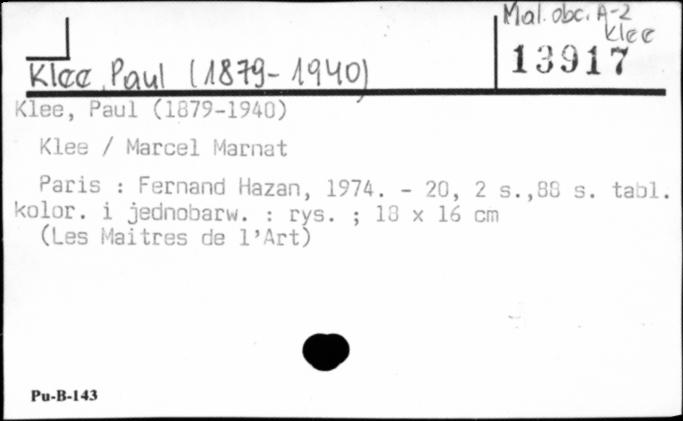 Mal. obc. A-2
Klee
13917
Klee, Paul (1879-1940)
Klee, Paul (1879-1940)
Klee / Marcel Marnat
Paris : Fernand Hazan, 1974. - 20, 2 s.,88 s. tabl.
kolor. i jednobarw. : rys. ; 18 x 16 cm
(Les Maitres de l'Art)
Pu-B-143